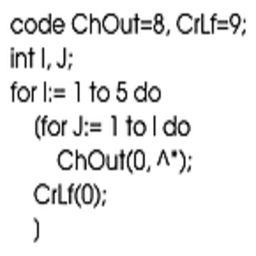 code ChOut=8, CrLf=9;
int I, J;
for I:= 1 to 5 do
(for J:= 1 to I do
ChOut(0, ^*);
CrLf(0);
)